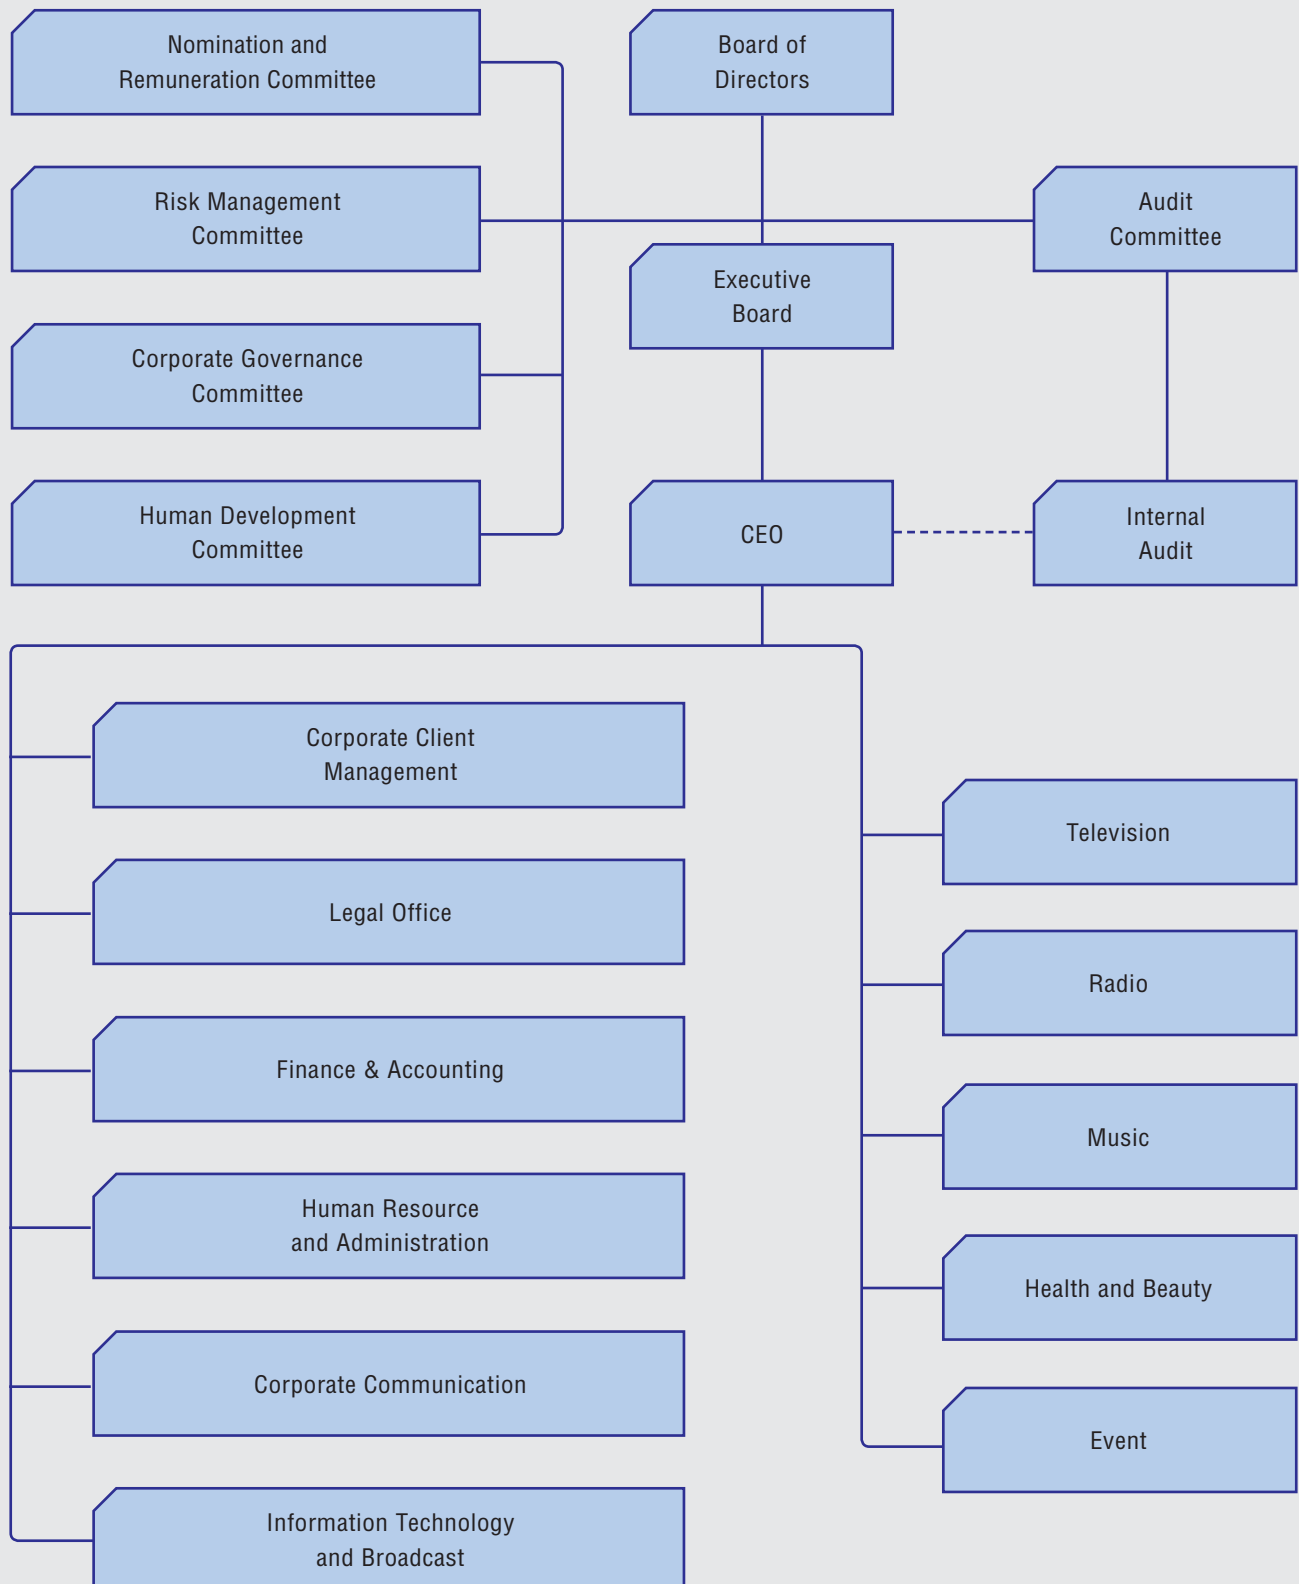 Nomination and
Remuneration Committee
Board of
Directors
Risk Management
Committee
Audit
Committee
Executive
Board
Corporate Governance
Committee
Human Development
Committee
CEO
Internal
Audit
Corporate Client
Management
Television
Legal Office
Radio
Finance & Accounting
Music
Human Resource
and Administration
Health and Beauty
Corporate Communication
Event
Information Technology
and Broadcast